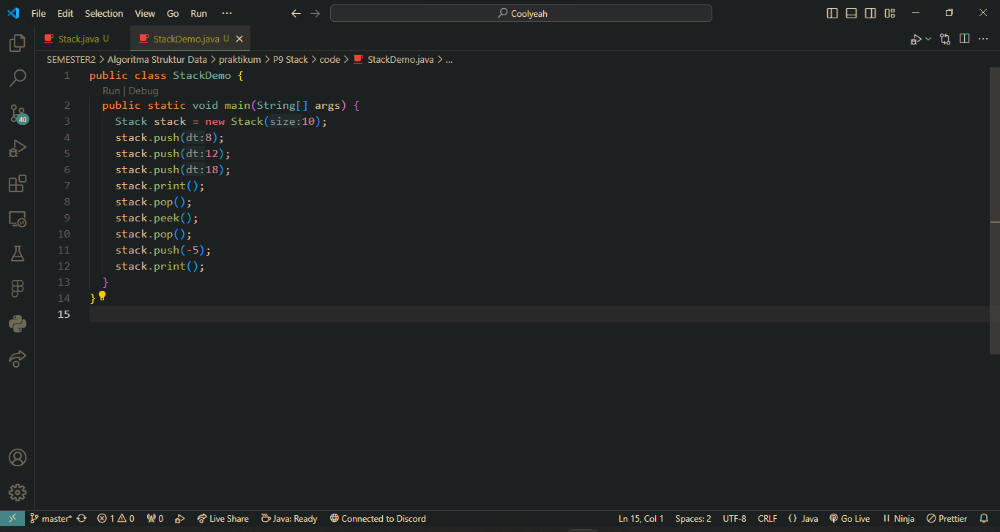 File Edit Selection View Go Run ··· Coolyeah
Stack.java U StackDemo.java U
SEMESTER2 > Algoritma Struktur Data > praktikum > P9 Stack > code > StackDemo.java > ...
1 public class StackDemo {
Run | Debug
2 public static void main(String[] args) {
3 Stack stack = new Stack(size:10);
4 stack.push(dt:8);
5 stack.push(dt:12);
6 stack.push(dt:18);
7 stack.print();
8 stack.pop();
9 stack.peek();
10 stack.pop();
11 stack.push(-5);
12 stack.print();
13 }
14 }
15
40
master* 1 0 0 Live Share Java: Ready Connected to Discord Ln 15, Col 1 Spaces: 2 UTF-8 CRLF {} Java Go Live Ninja Prettier